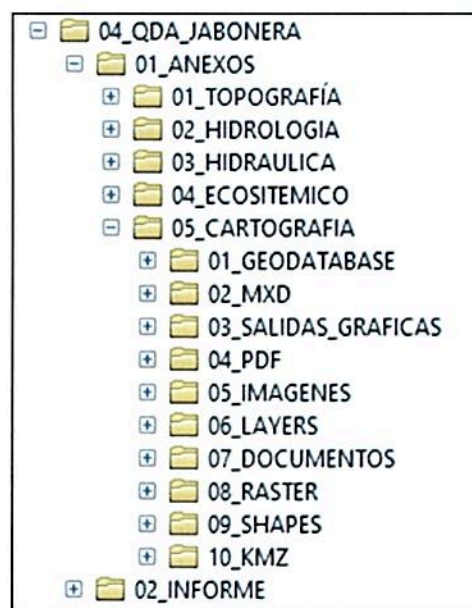 04_QDA_JABONERA
01_ANEXOS
01_TOPOGRAFÍA
02_HIDROLOGIA
03_HIDRAULICA
04_ECOSITEMICO
05_CARTOGRAFIA
01_GEODATABASE
02_MXD
03_SALIDAS_GRAFICAS
04_PDF
05_IMAGENES
06_LAYERS
07_DOCUMENTOS
08_RASTER
09_SHAPES
10_KMZ
02_INFORME